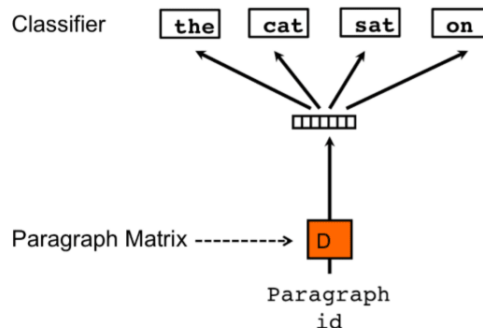 Classifier the cat sat on
Paragraph Matrix D
Paragraph
id